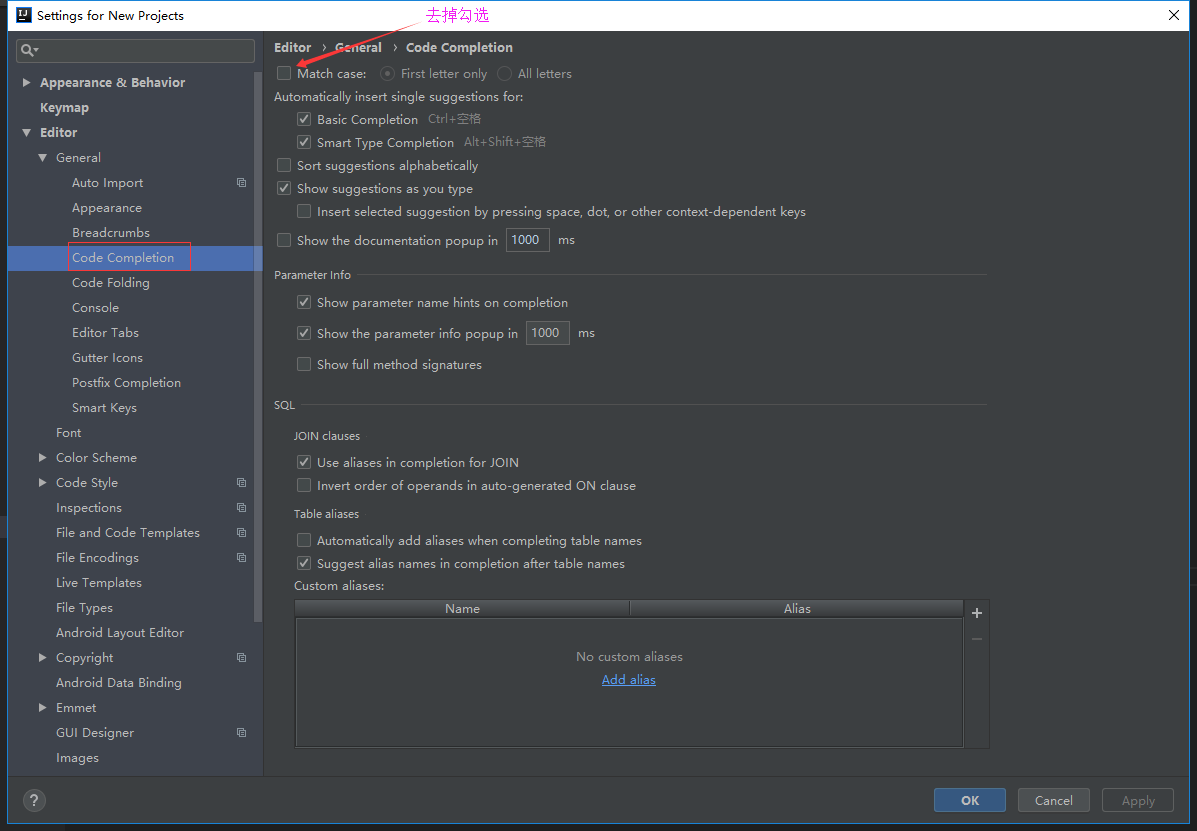 Settings for New Projects
去掉勾选
Appearance & Behavior
Keymap
Editor
General
Auto Import
Appearance
Breadcrumbs
Code Completion
Code Folding
Console
Editor Tabs
Gutter Icons
Postfix Completion
Smart Keys
Font
Color Scheme
Code Style
Inspections
File and Code Templates
File Encodings
Live Templates
File Types
Android Layout Editor
Copyright
Android Data Binding
Emmet
GUI Designer
Images
Editor › General › Code Completion
Match case: First letter only All letters
Automatically insert single suggestions for:
Basic Completion Ctrl+空格
Smart Type Completion Alt+Shift+空格
Sort suggestions alphabetically
Show suggestions as you type
Insert selected suggestion by pressing space, dot, or other context-dependent keys
Show the documentation popup in 1000 ms
Parameter Info
Show parameter name hints on completion
Show the parameter info popup in 1000 ms
Show full method signatures
SQL
JOIN clauses
Use aliases in completion for JOIN
Invert order of operands in auto-generated ON clause
Table aliases
Automatically add aliases when completing table names
Suggest alias names in completion after table names
Custom aliases:
Name Alias
No custom aliases
Add alias
? OK Cancel Apply